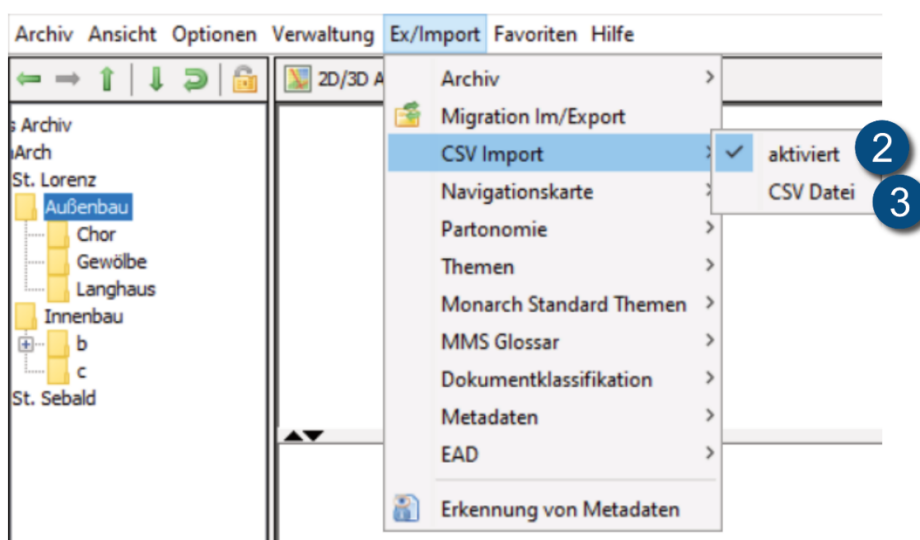 Archiv Ansicht Optionen Verwaltung Ex/Import Favoriten Hilfe
2D/3D A
s Archiv
Arch
St. Lorenz
Außenbau
Chor
Gewölbe
Langhaus
Innenbau
b
c
St. Sebald
Archiv
Migration Im/Export
CSV Import
Navigationskarte
Partonomie
Themen
Monarch Standard Themen
MMS Glossar
Dokumentklassifikation
Metadaten
EAD
Erkennung von Metadaten
aktiviert 2
CSV Datei 3